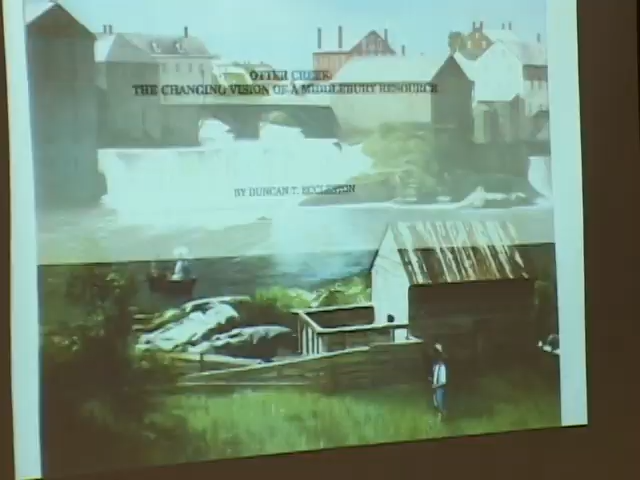 OTTER CREEK
THE CHANGING VISION OF A MIDDLEBURY RESOURCE
BY DUNCAN T. ECCLESTON